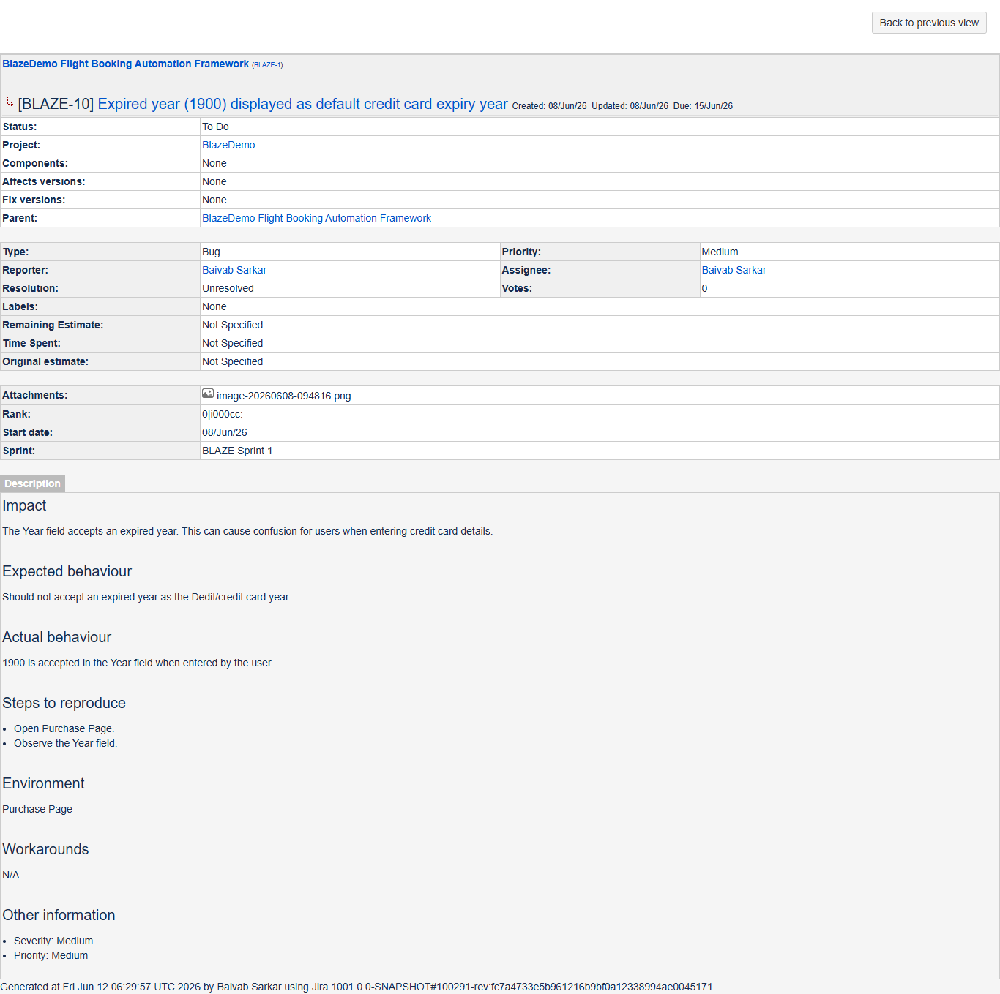 Back to previous view
BlazeDemo Flight Booking Automation Framework (BLAZE-1)
[BLAZE-10] Expired year (1900) displayed as default credit card expiry year Created: 08/Jun/26 Updated: 08/Jun/26 Due: 15/Jun/26
Status: To Do
Project: BlazeDemo
Components: None
Affects versions: None
Fix versions: None
Parent: BlazeDemo Flight Booking Automation Framework
Type: Bug Priority: Medium
Reporter: Baivab Sarkar Assignee: Baivab Sarkar
Resolution: Unresolved Votes: 0
Labels: None
Remaining Estimate: Not Specified
Time Spent: Not Specified
Original estimate: Not Specified
Attachments: image-20260608-094816.png
Rank: 0|i000cc:
Start date: 08/Jun/26
Sprint: BLAZE Sprint 1
Description
Impact
The Year field accepts an expired year. This can cause confusion for users when entering credit card details.
Expected behaviour
Should not accept an expired year as the Dedit/credit card year
Actual behaviour
1900 is accepted in the Year field when entered by the user
Steps to reproduce
• Open Purchase Page.
• Observe the Year field.
Environment
Purchase Page
Workarounds
N/A
Other information
• Severity: Medium
• Priority: Medium
Generated at Fri Jun 12 06:29:57 UTC 2026 by Baivab Sarkar using Jira 1001.0.0-SNAPSHOT#100291-rev:fc7a4733e5b961216b9bf0a12338994ae0045171.